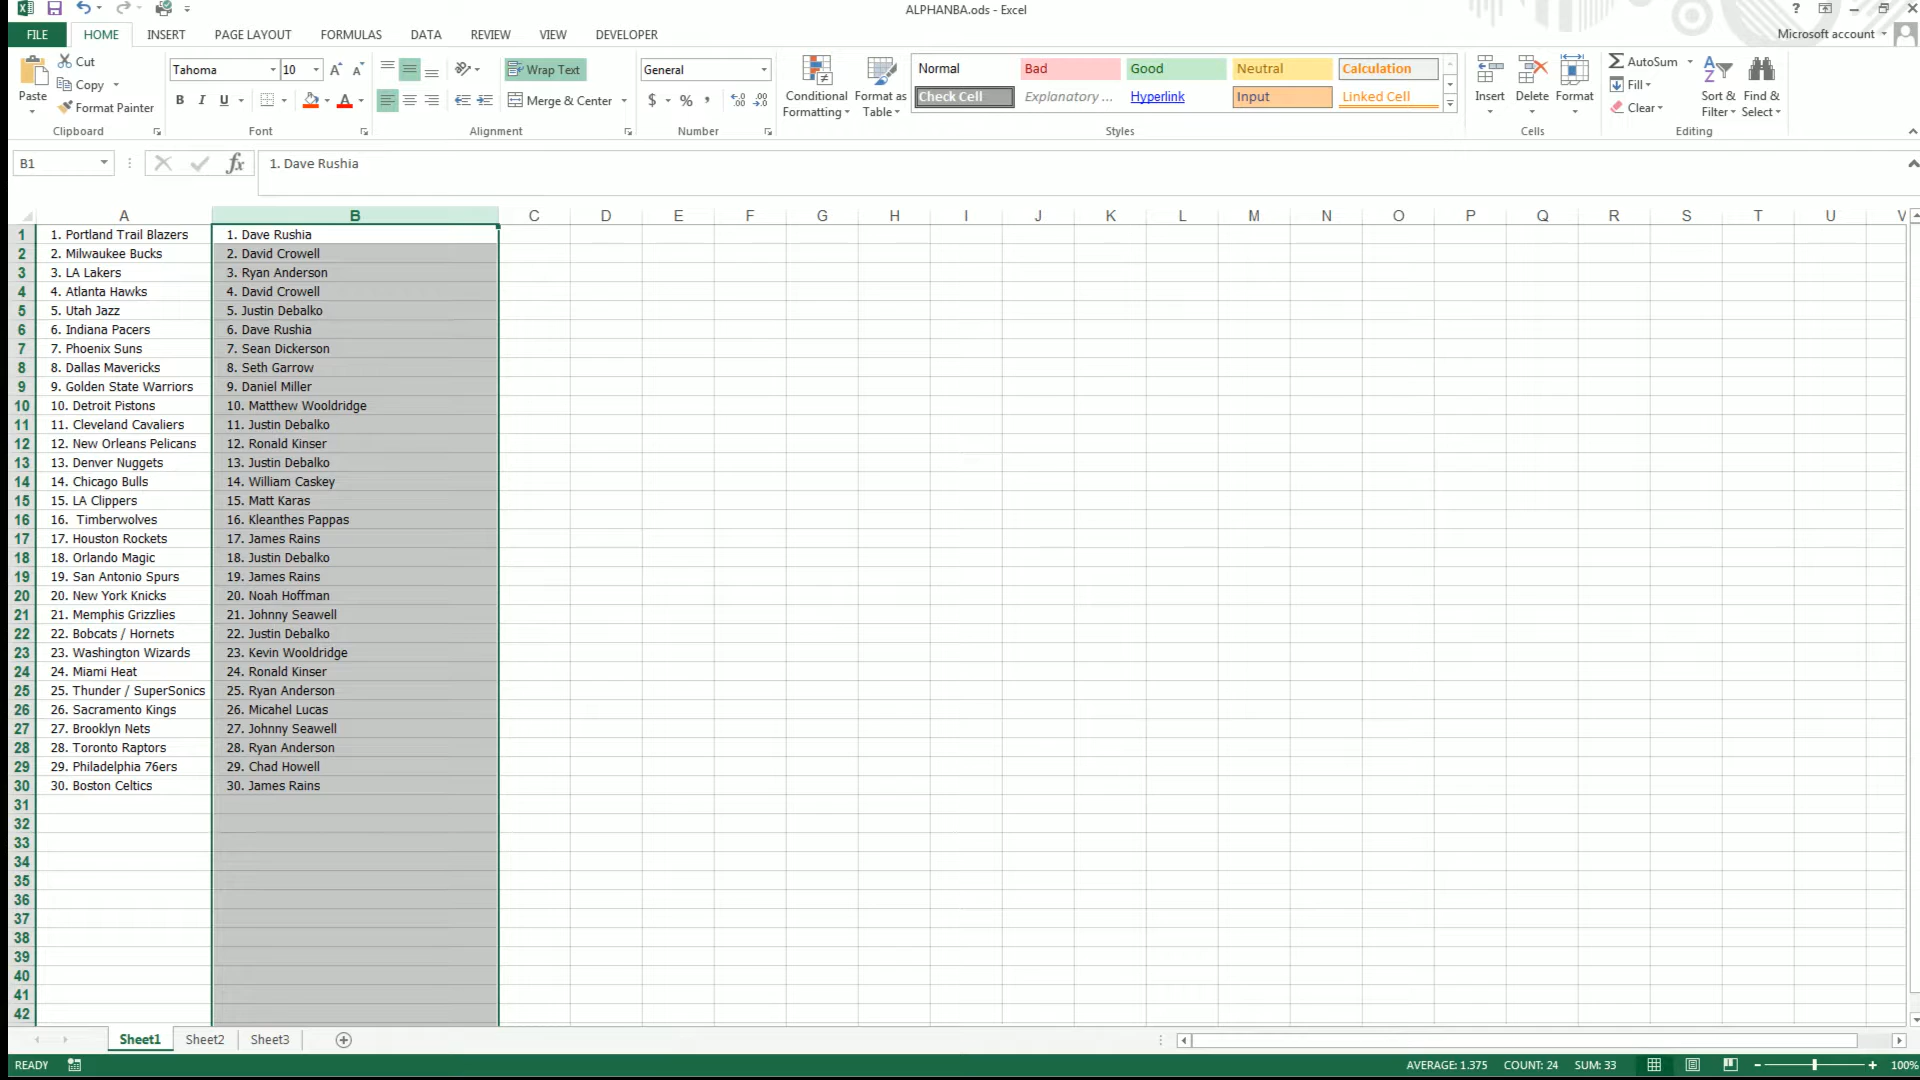 ALPHANBA.ods - Excel
?
FILE HOME INSERT PAGE LAYOUT FORMULAS DATA REVIEW VIEW DEVELOPER Microsoft account
Paste Cut Copy Format Painter Clipboard
Tahoma 10 A A B I U A Font
Wrap Text Merge & Center Alignment
General $ % , Number
Conditional Formatting Format as Table
Normal Bad Good Neutral Calculation
Check Cell Explanatory ... Hyperlink Input Linked Cell
Styles
Insert Delete Format Cells
AutoSum Fill Clear Sort & Filter Find & Select Editing
B1 fx 1. Dave Rushia
A B C D E F G H I J K L M N O P Q R S T U V
1 1. Portland Trail Blazers 1. Dave Rushia
2 2. Milwaukee Bucks 2. David Crowell
3 3. LA Lakers 3. Ryan Anderson
4 4. Atlanta Hawks 4. David Crowell
5 5. Utah Jazz 5. Justin Debalko
6 6. Indiana Pacers 6. Dave Rushia
7 7. Phoenix Suns 7. Sean Dickerson
8 8. Dallas Mavericks 8. Seth Garrow
9 9. Golden State Warriors 9. Daniel Miller
10 10. Detroit Pistons 10. Matthew Wooldridge
11 11. Cleveland Cavaliers 11. Justin Debalko
12 12. New Orleans Pelicans 12. Ronald Kinser
13 13. Denver Nuggets 13. Justin Debalko
14 14. Chicago Bulls 14. William Caskey
15 15. LA Clippers 15. Matt Karas
16 16. Timberwolves 16. Kleanthes Pappas
17 17. Houston Rockets 17. James Rains
18 18. Orlando Magic 18. Justin Debalko
19 19. San Antonio Spurs 19. James Rains
20 20. New York Knicks 20. Noah Hoffman
21 21. Memphis Grizzlies 21. Johnny Seawell
22 22. Bobcats / Hornets 22. Justin Debalko
23 23. Washington Wizards 23. Kevin Wooldridge
24 24. Miami Heat 24. Ronald Kinser
25 25. Thunder / SuperSonics 25. Ryan Anderson
26 26. Sacramento Kings 26. Micahel Lucas
27 27. Brooklyn Nets 27. Johnny Seawell
28 28. Toronto Raptors 28. Ryan Anderson
29 29. Philadelphia 76ers 29. Chad Howell
30 30. Boston Celtics 30. James Rains
31
32
33
34
35
36
37
38
39
40
41
42
Sheet1 Sheet2 Sheet3
READY AVERAGE: 1.375 COUNT: 24 SUM: 33 100%